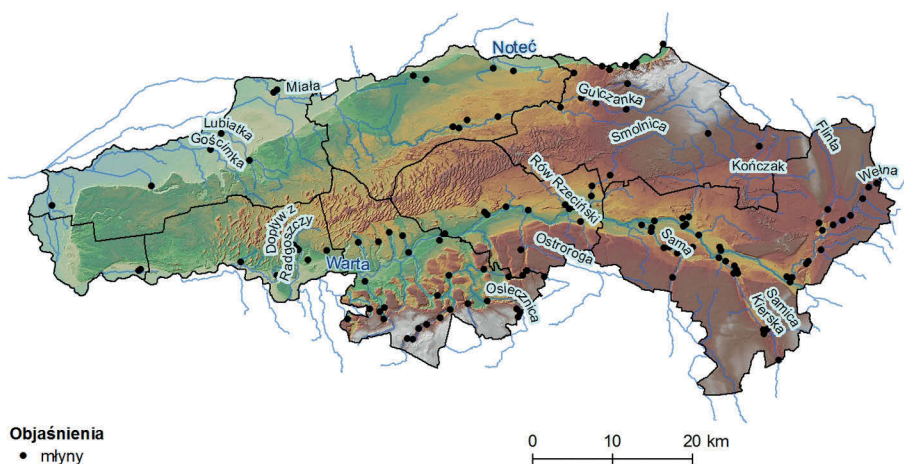 Noteć
Miała
Gulczanka
Lubiatka
Gościmka
Smolnica
Flinta
Kończak
Wełna
Rów Rzeciński
Dopływ z
Radgoszczy
Ostroroga
Sama
Warta
Osiecznica
Samica
Kierska
Objaśnienia
młyny
0 10 20 km